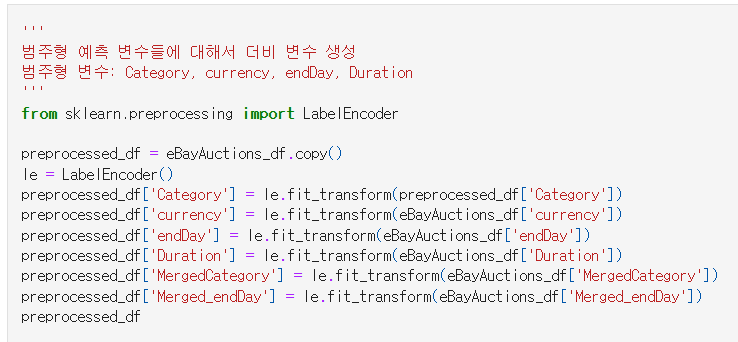 '''
범주형 예측 변수들에 대해서 더비 변수 생성
범주형 변수: Category, currency, endDay, Duration
'''
from sklearn.preprocessing import LabelEncoder
preprocessed_df = eBayAuctions_df.copy()
le = LabelEncoder()
preprocessed_df['Category'] = le.fit_transform(preprocessed_df['Category'])
preprocessed_df['currency'] = le.fit_transform(eBayAuctions_df['currency'])
preprocessed_df['endDay'] = le.fit_transform(eBayAuctions_df['endDay'])
preprocessed_df['Duration'] = le.fit_transform(eBayAuctions_df['Duration'])
preprocessed_df['MergedCategory'] = le.fit_transform(eBayAuctions_df['MergedCategory'])
preprocessed_df['Merged_endDay'] = le.fit_transform(eBayAuctions_df['Merged_endDay'])
preprocessed_df